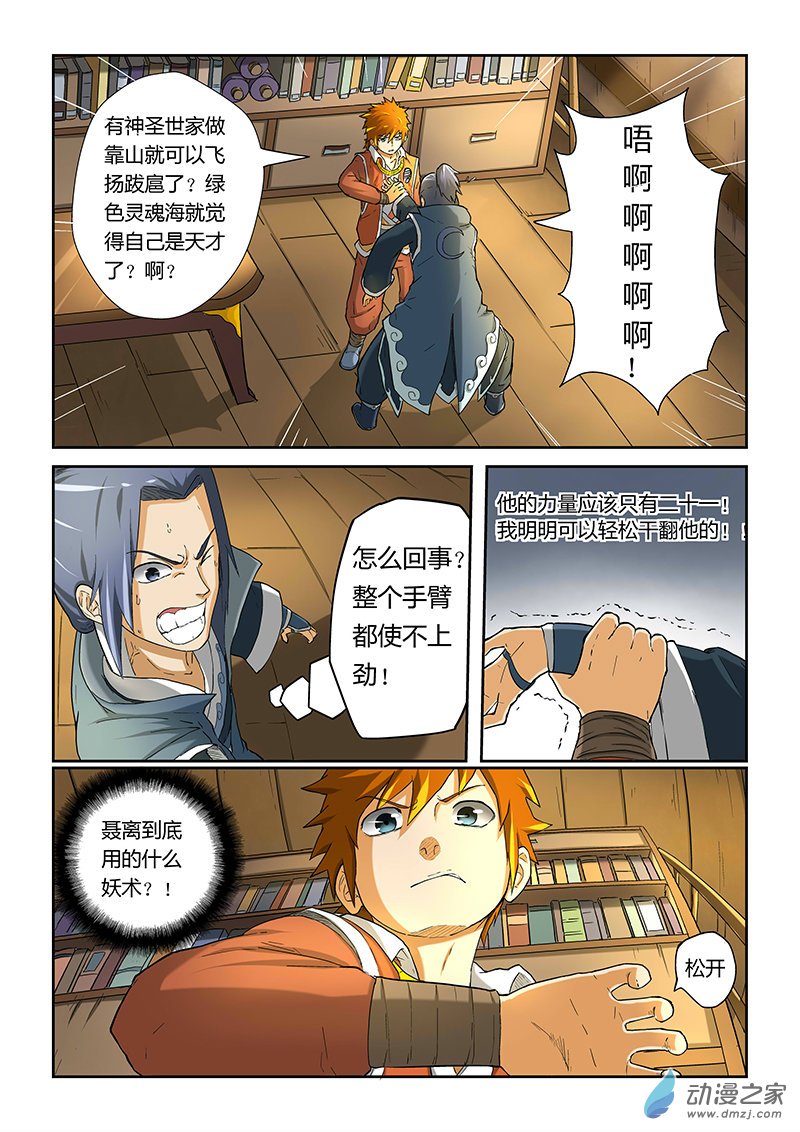 有神圣世家做
靠山就可以飞
扬跋扈了？绿
色灵魂海就觉
得自己是天才
了？啊？
唔啊啊啊啊啊！
怎么回事？
整个手臂
都使不上
劲！
他的力量应该只有二十一！
我明明可以轻松干翻他的！！
聂离到底
用的什么
妖术？！
松开
动漫之家
www.dmzj.com